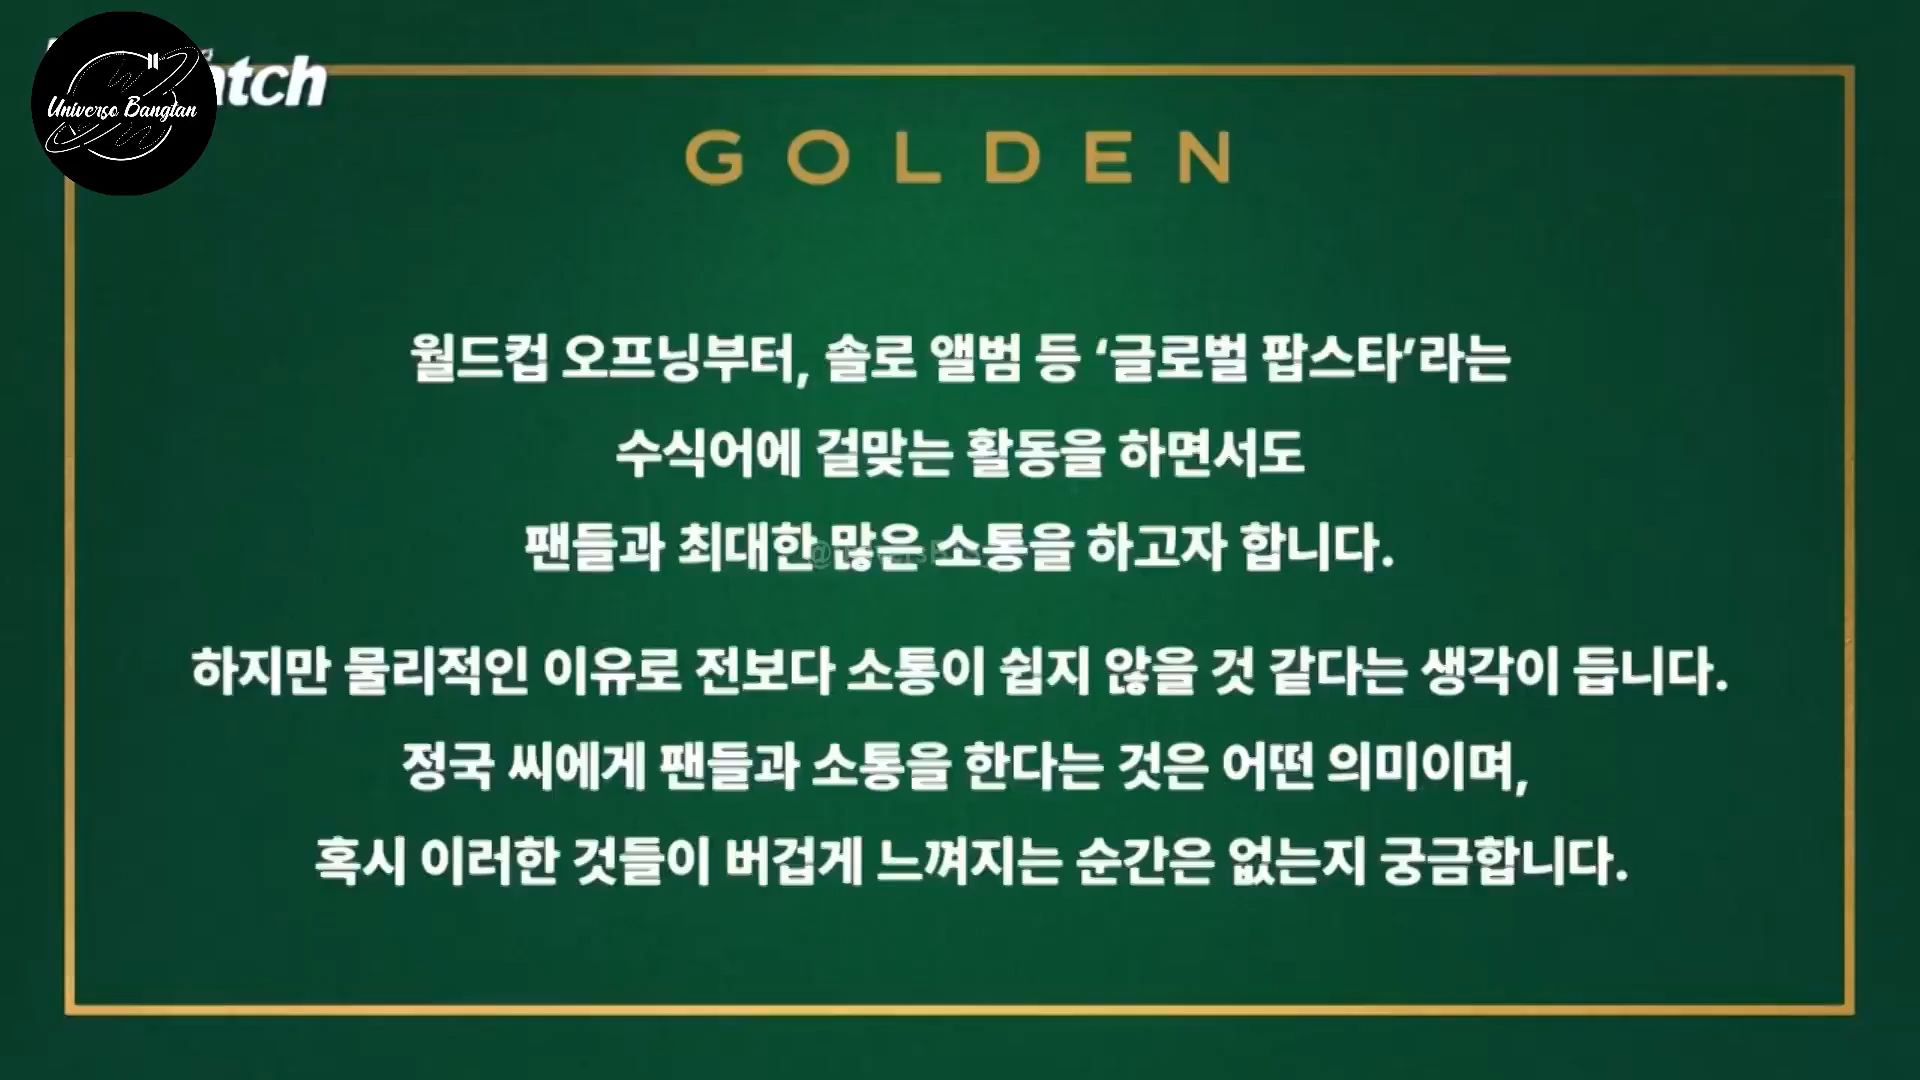 Universo Bangtan
GOLDEN
월드컵 오프닝부터, 솔로 앨범 등 ‘글로벌 팝스타’라는
수식어에 걸맞는 활동을 하면서도
팬들과 최대한 많은 소통을 하고자 합니다.
하지만 물리적인 이유로 전보다 소통이 쉽지 않을 것 같다는 생각이 듭니다.
정국 씨에게 팬들과 소통을 한다는 것은 어떤 의미이며,
혹시 이러한 것들이 버겁게 느껴지는 순간은 없는지 궁금합니다.